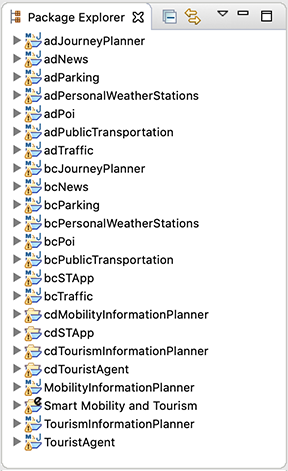 Package Explorer
adJourneyPlanner
adNews
adParking
adPersonalWeatherStations
adPoi
adPublicTransportation
adTraffic
bcJourneyPlanner
bcNews
bcParking
bcPersonalWeatherStations
bcPoi
bcPublicTransportation
bcSTApp
bcTraffic
cdMobilityInformationPlanner
cdSTApp
cdTourismInformationPlanner
cdTouristAgent
MobilityInformationPlanner
Smart Mobility and Tourism
TourismInformationPlanner
TouristAgent